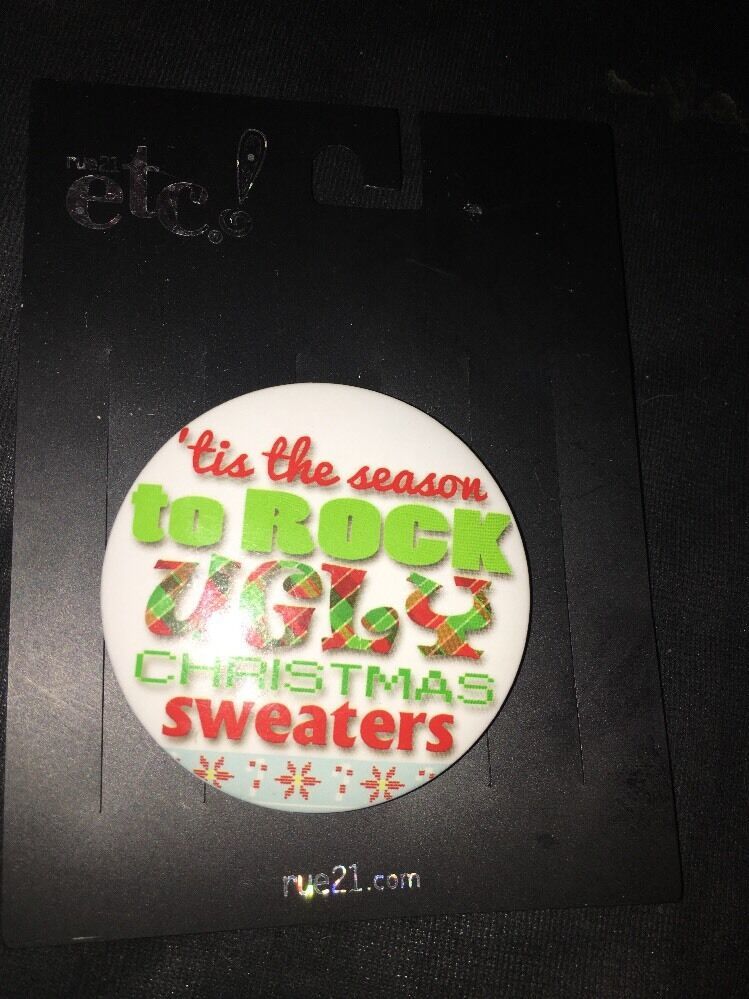 rue21
etc.!
'tis the season
to ROCK
UGLY
CHRISTMAS
sweaters
rue21.com